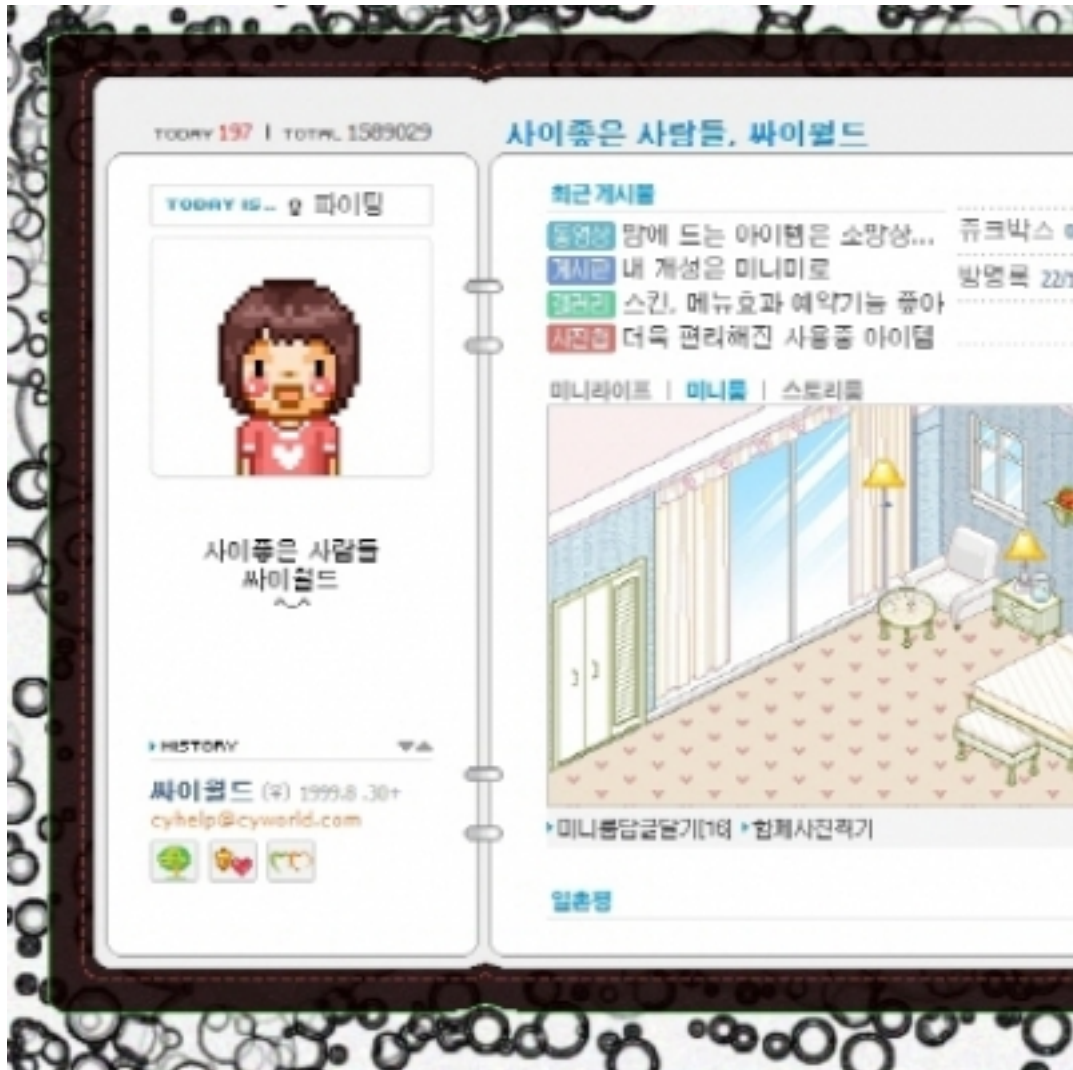 TODAY 197 | TOTAL 1589029
사이좋은 사람들, 싸이월드
TODAY IS... 파이팅
사이좋은 사람들
싸이월드
^_^
HISTORY
싸이월드 (우) 1999.8 .30+
cyhelp@cyworld.com
최근 게시물
동영상 맘에 드는 아이템은 소망상...
게시판 내 개성은 미니미로
갤러리 스킨, 메뉴효과 예약기능 좋아
사진첩 더욱 편리해진 사용중 아이템
쥬크박스
방명록 22/1
미니라이프 | 미니룸 | 스토리룸
미니룸답글달기[16] 함께사진찍기
일촌평